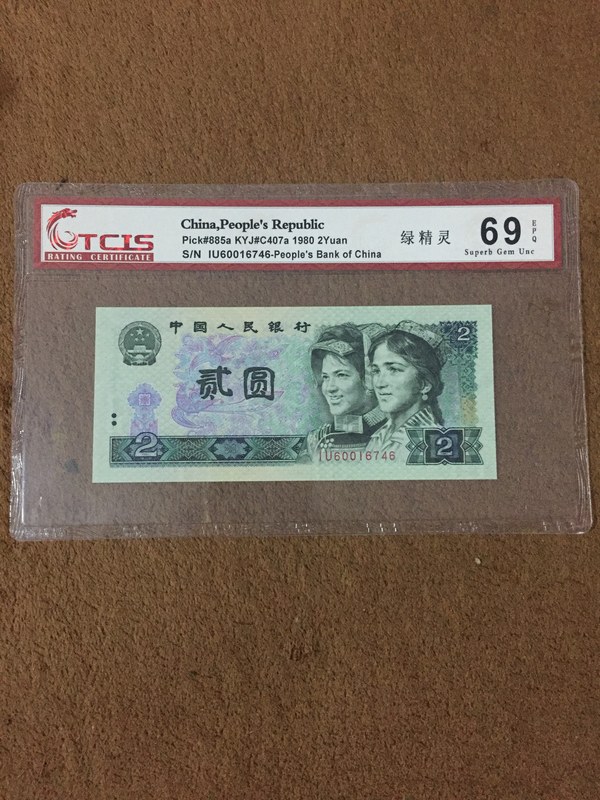 TCIS
RATING CERTIFICATE
China,People's Republic
Pick#885a KYJ#C407a 1980 2Yuan
S/N IU60016746-People's Bank of China
绿精灵
69
EPQ
Superb Gem Unc
中国人民银行
2
贰圆
2
2
IU60016746